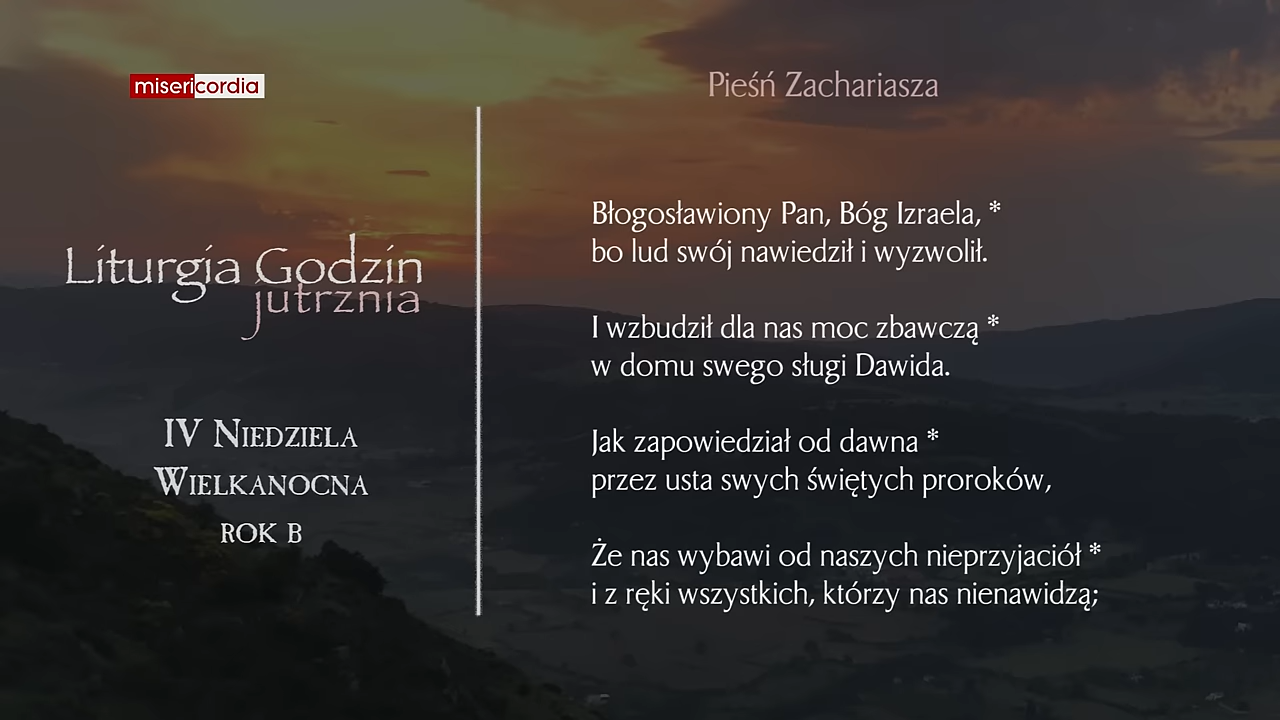 misericordia
Liturgia Godzin
jutrznia
IV Niedziela
Wielkanocna
rok B
Pieśń Zachariasza
Błogosławiony Pan, Bóg Izraela, *
bo lud swój nawiedził i wyzwolił.
I wzbudził dla nas moc zbawczą *
w domu swego sługi Dawida.
Jak zapowiedział od dawna *
przez usta swych świętych proroków,
Że nas wybawi od naszych nieprzyjaciół *
i z ręki wszystkich, którzy nas nienawidzą;